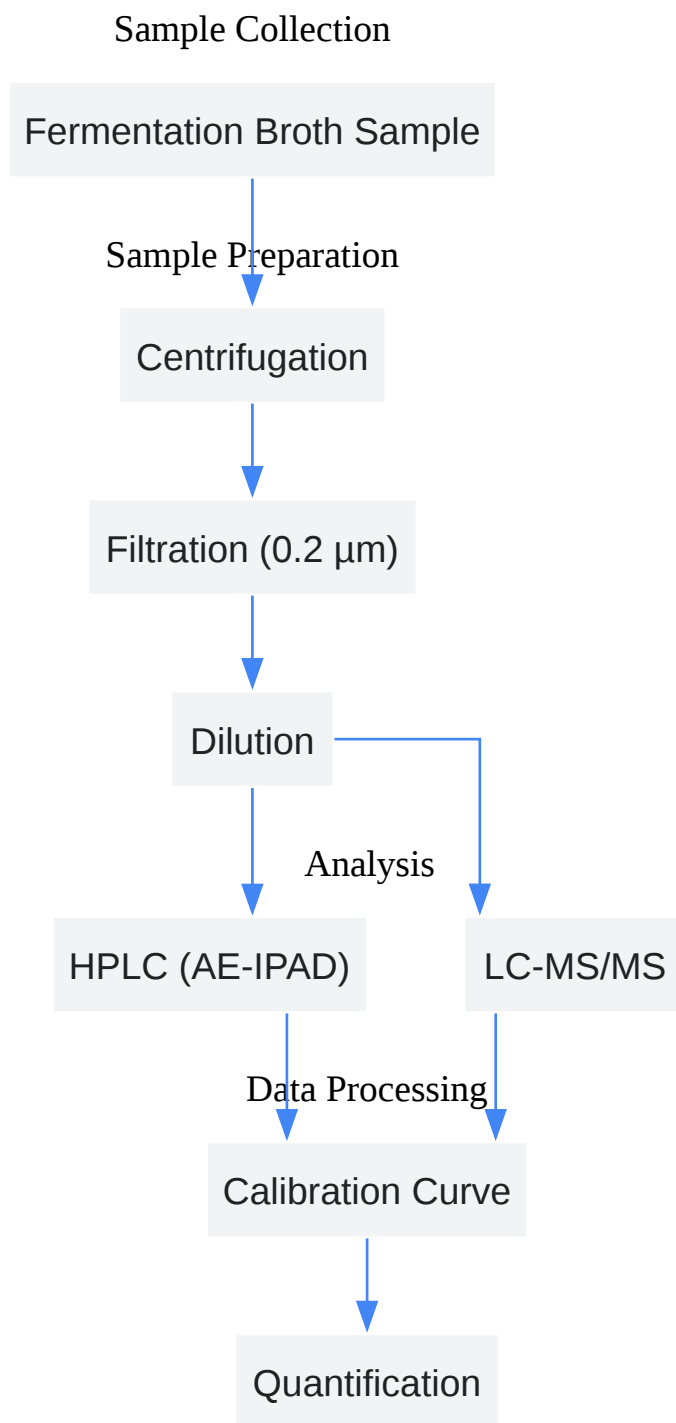 Sample Collection
Fermentation Broth Sample
Sample Preparation
Centrifugation
Filtration (0.2 µm)
Dilution
Analysis
HPLC (AE-IPAD)
LC-MS/MS
Data Processing
Calibration Curve
Quantification